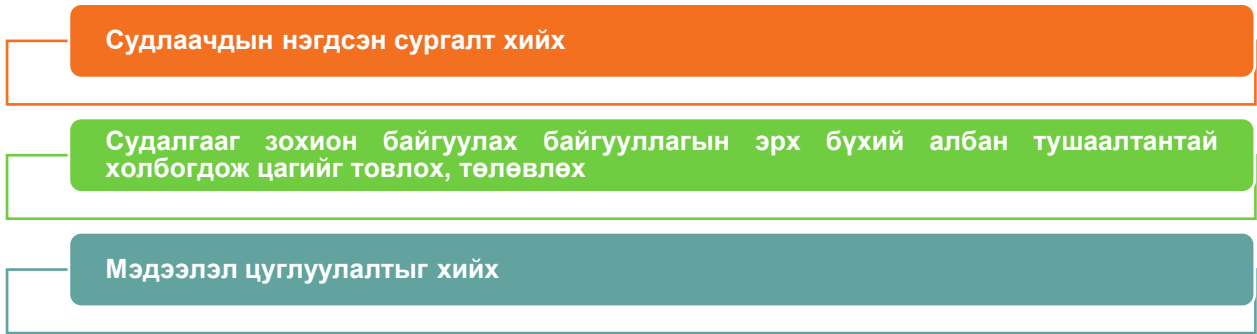 Судлаачдын нэгдсэн сургалт хийх
Судалгааг зохион байгуулах байгууллагын эрх бүхий албан тушаалтантай
холбогдож цагийг товлох, төлөвлөх
Мэдээлэл цуглуулалтыг хийх